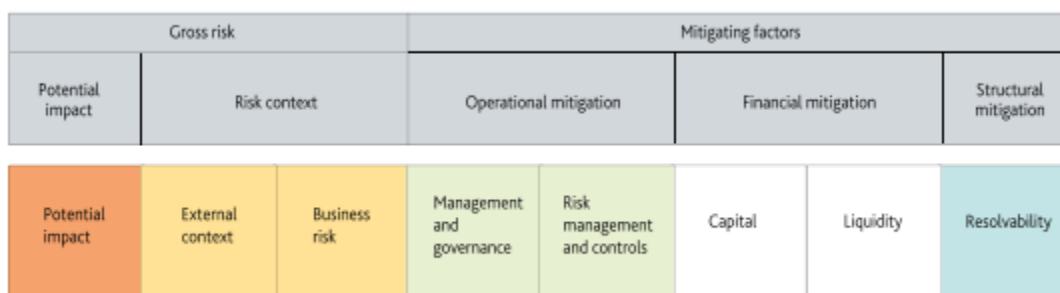 Gross risk
Mitigating factors
Potential
impact
Risk context
Operational mitigation
Financial mitigation
Structural
mitigation
Potential
impact
External
context
Business
risk
Management
and
governance
Risk
management
and controls
Capital
Liquidity
Resolvability